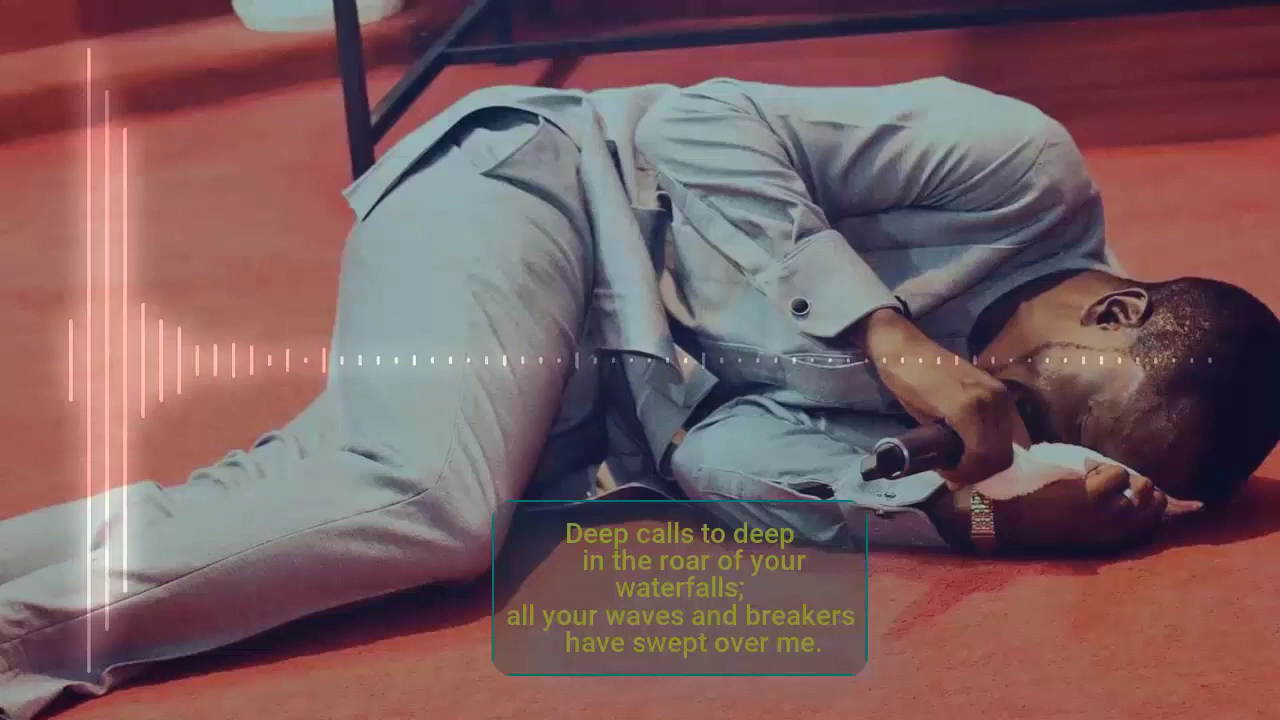 Deep calls to deep
in the roar of your
waterfalls;
all your waves and breakers
have swept over me.